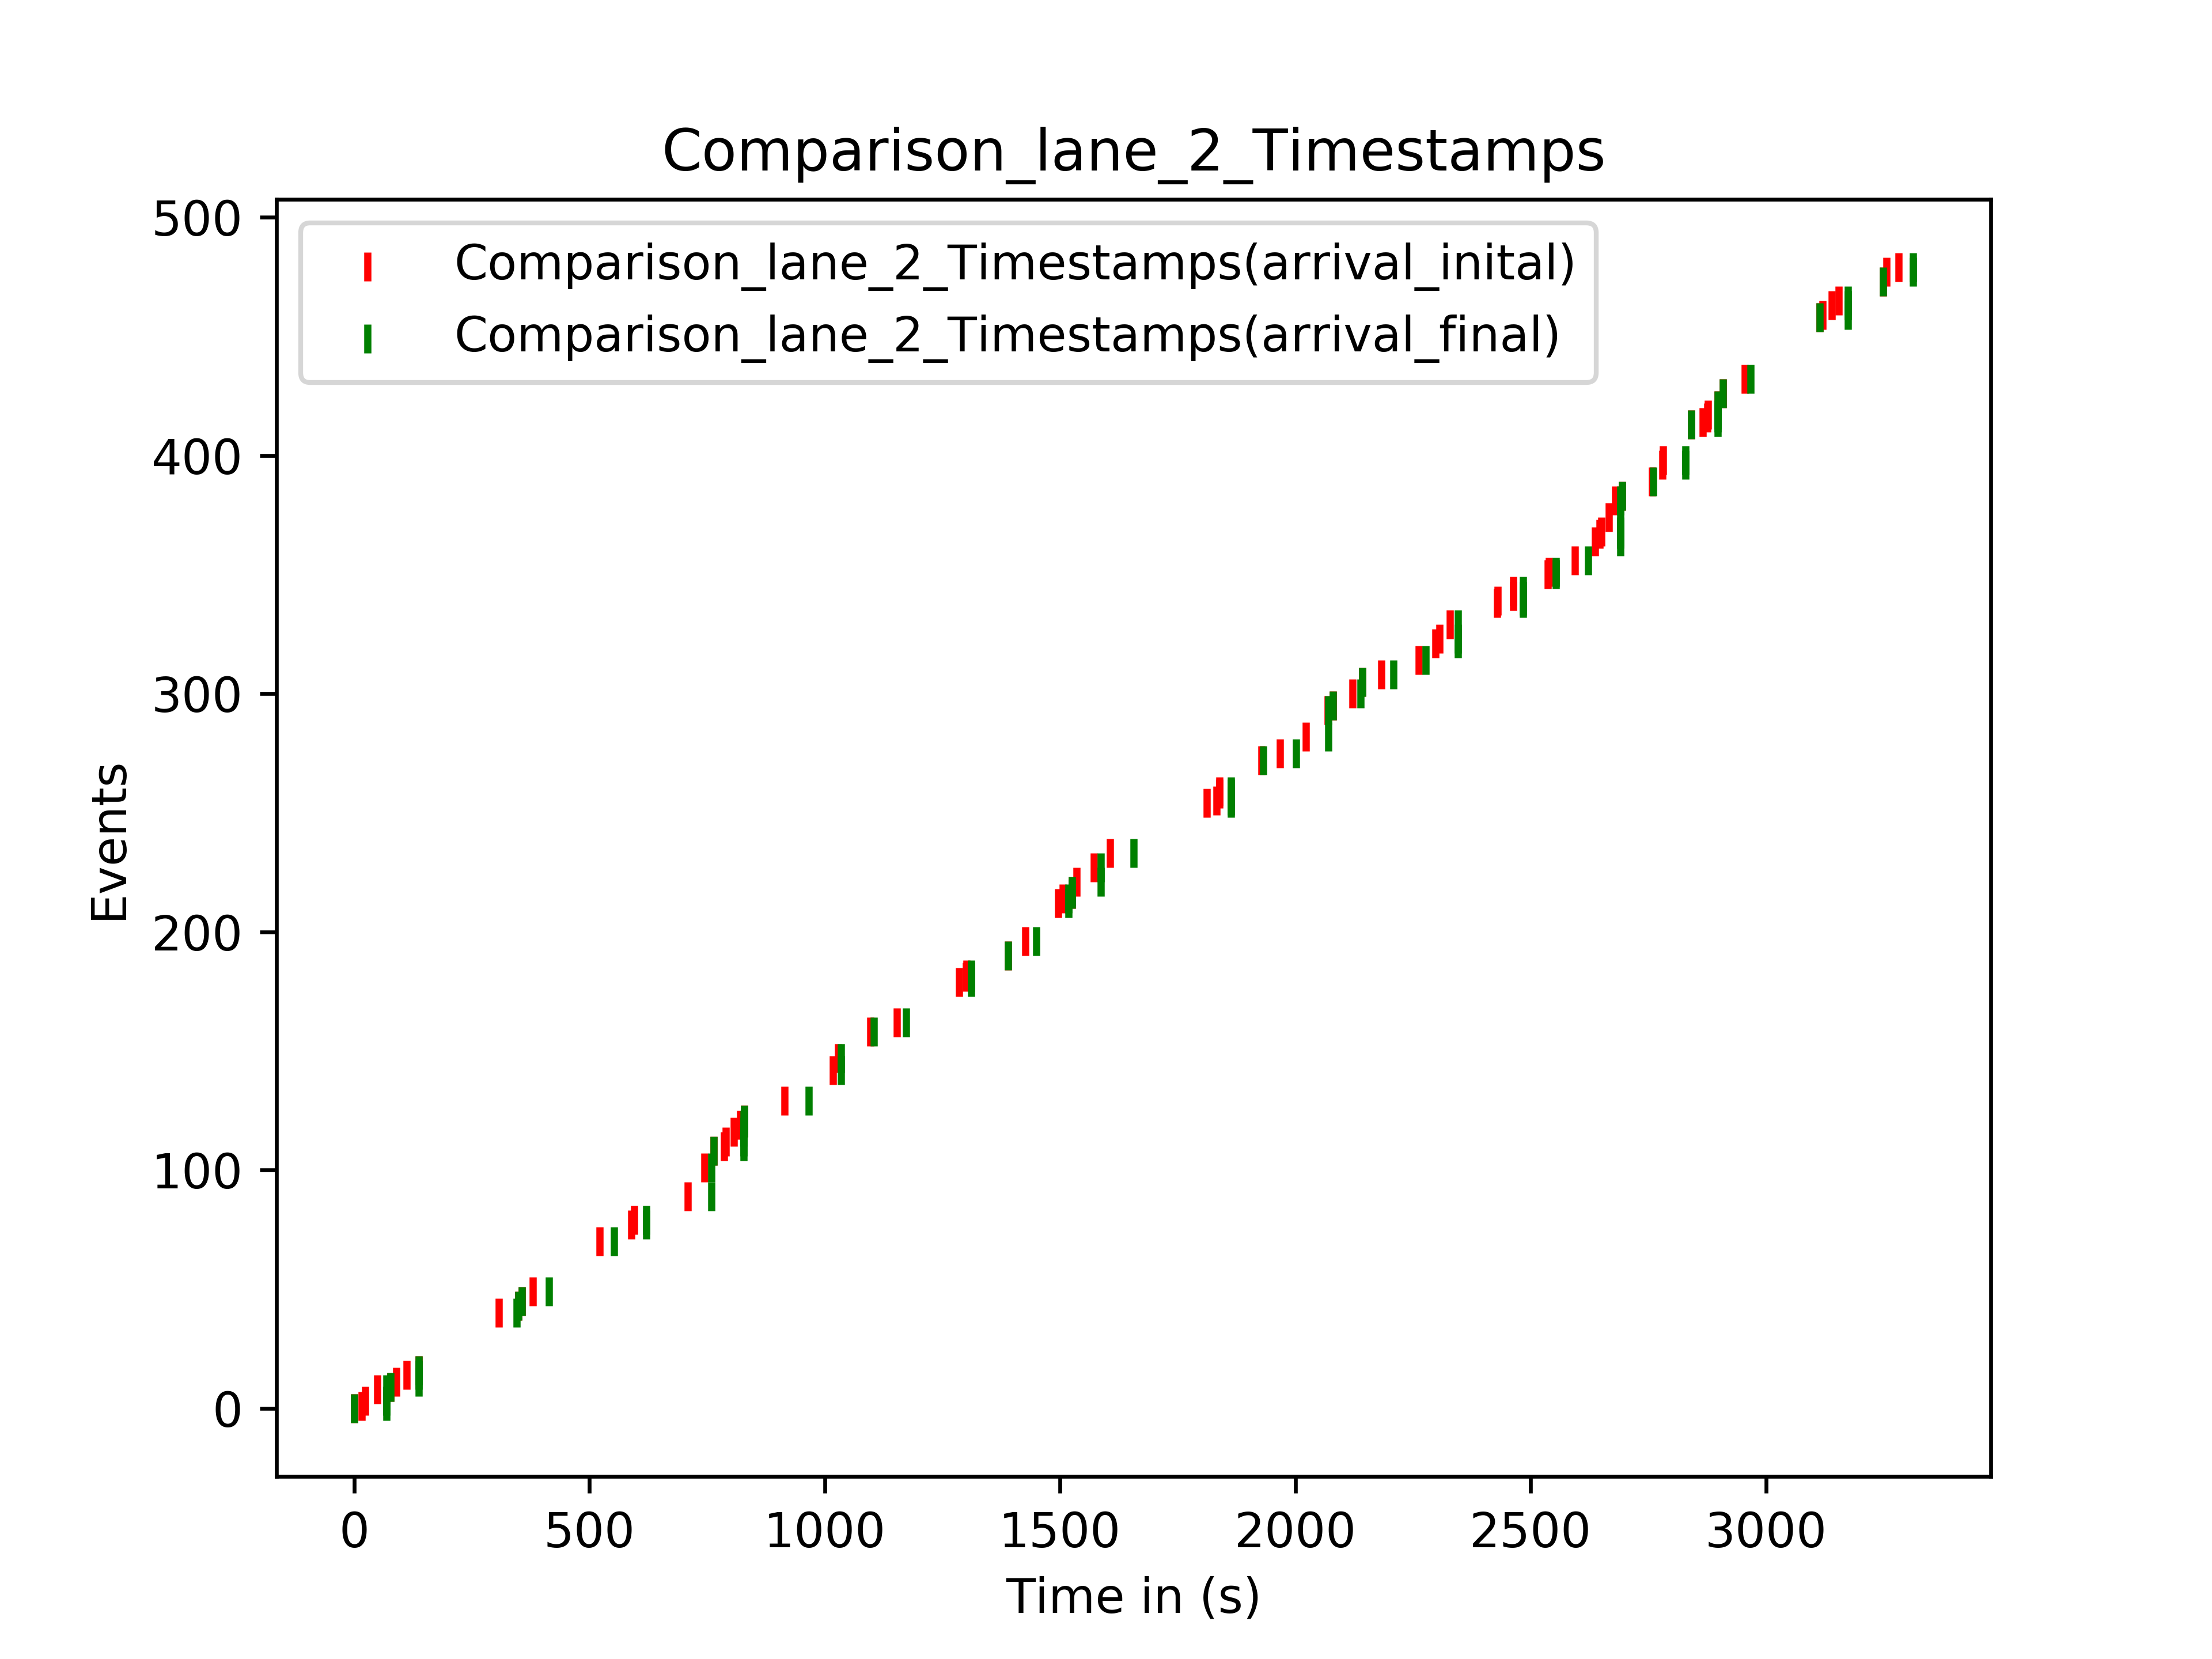 Comparison_lane_2_Timestamps
500
Comparison_lane_2_Timestamps(arrival_inital)
Comparison_lane_2_Timestamps(arrival_final)
400
300
200
100
0
Events
0 500 1000 1500 2000 2500 3000
Time in (s)